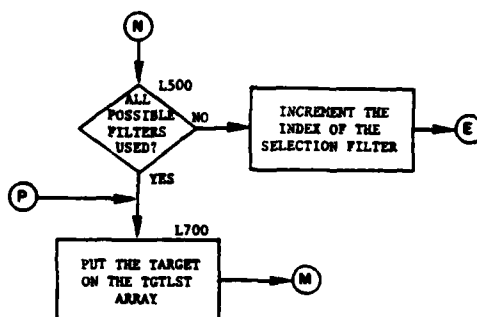 N
L500
ALL
POSSIBLE
FILTERS
USED?
NO
INCREMENT THE
INDEX OF THE
SELECTION FILTER
E
YES
P
L700
PUT THE TARGET
ON THE TGTLST
ARRAY
M